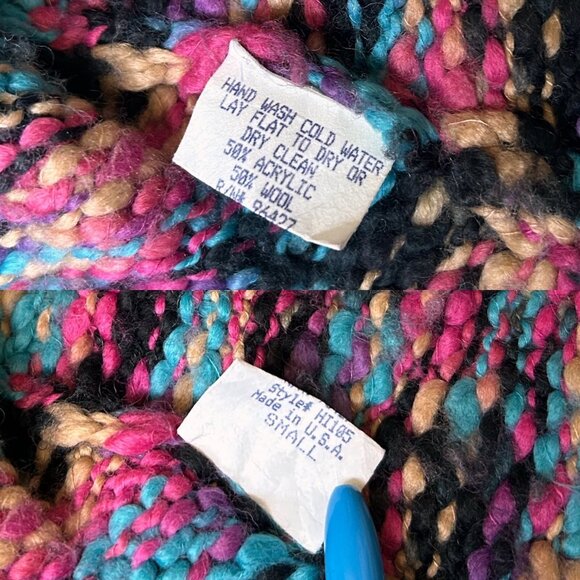 HAND WASH COLD WATER
LAY FLAT TO DRY OR
DRY CLEAN
50% ACRYLIC
50% WOOL
R/N# 86427
Style# HI105
Made in U.S.A.
SMALL